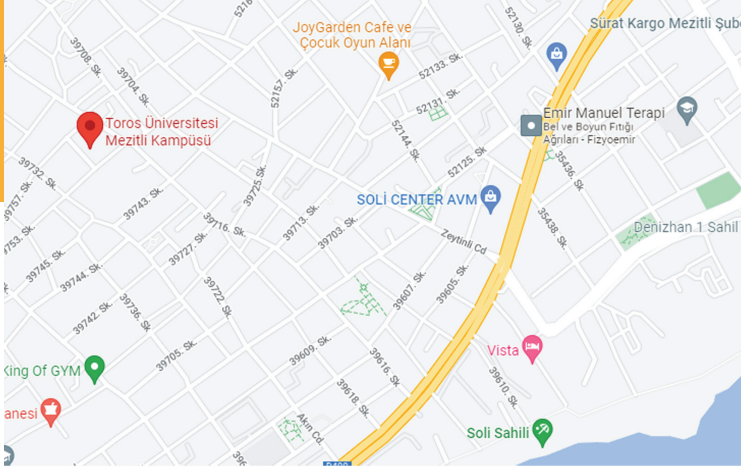 5216
JoyGarden Cafe ve
Çocuk Oyun Alanı
52130. Sk.
Sürat Kargo Mezitli Şub
39708. Sk.
39704. Sk.
52157. Sk.
52133. Sk.
52131. Sk.
Toros Üniversitesi
Mezitli Kampüsü
52144. Sk.
Emir Manuel Terapi
Bel ve Boyun Fıtığı
Ağrıları - Fizyoemir
39732. Sk.
39725. Sk.
52125. Sk.
35436. Sk.
39757. Sk.
39743. Sk.
SOLİ CENTER AVM
39716. Sk.
39713. Sk.
39703. Sk.
Zeytinli Cd
35438. Sk.
Denizhan 1 Sahil
39753. Sk.
39727. Sk.
39745. Sk.
39744. Sk.
39722. Sk.
39607. Sk.
39605. Sk.
39742. Sk.
39736. Sk.
39705. Sk.
39609. Sk.
39616. Sk.
Vista
King Of GYM
39618. Sk.
39610. Sk.
anesi
Akın Cd.
Soli Sahili
D400